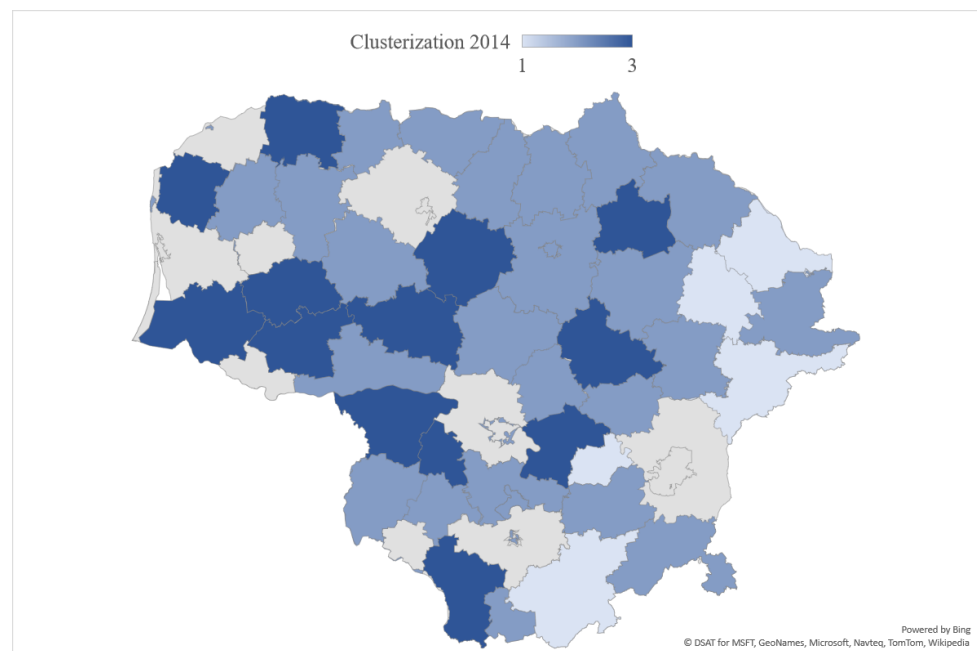 Clusterization 2014
1 3
Powered by Bing
© DSAT for MSFT, GeoNames, Microsoft, Navteq, TomTom, Wikipedia